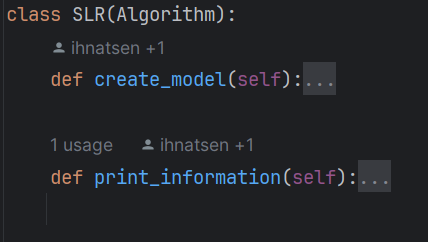 class SLR(Algorithm):
ihnatsen +1
def create_model(self):...
1 usage ihnatsen +1
def print_information(self):...